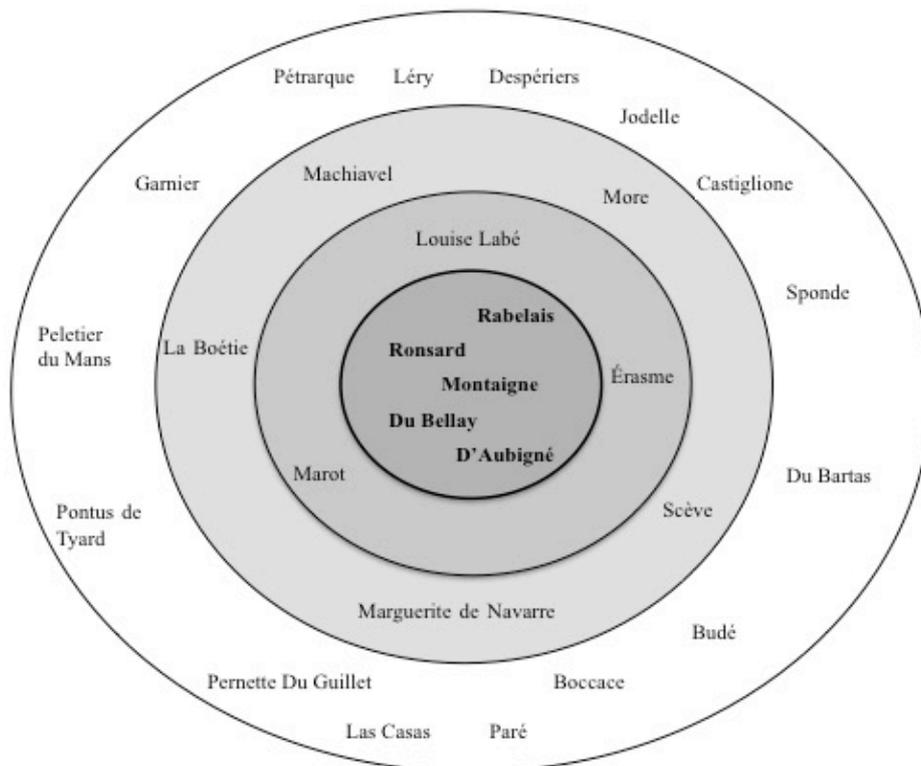 Pétrarque Léry Despériers
Jodelle
Garnier Machiavel Castiglione
More
Louise Labé
Sponde
Rabelais
Peletier
du Mans
La Boétie Ronsard
Érasme
Montaigne
Du Bellay
D'Aubigné
Marot Du Bartas
Pontus de
Tyard
Scève
Marguerite de Navarre
Budé
Pernette Du Guillet Boccace
Las Casas Paré